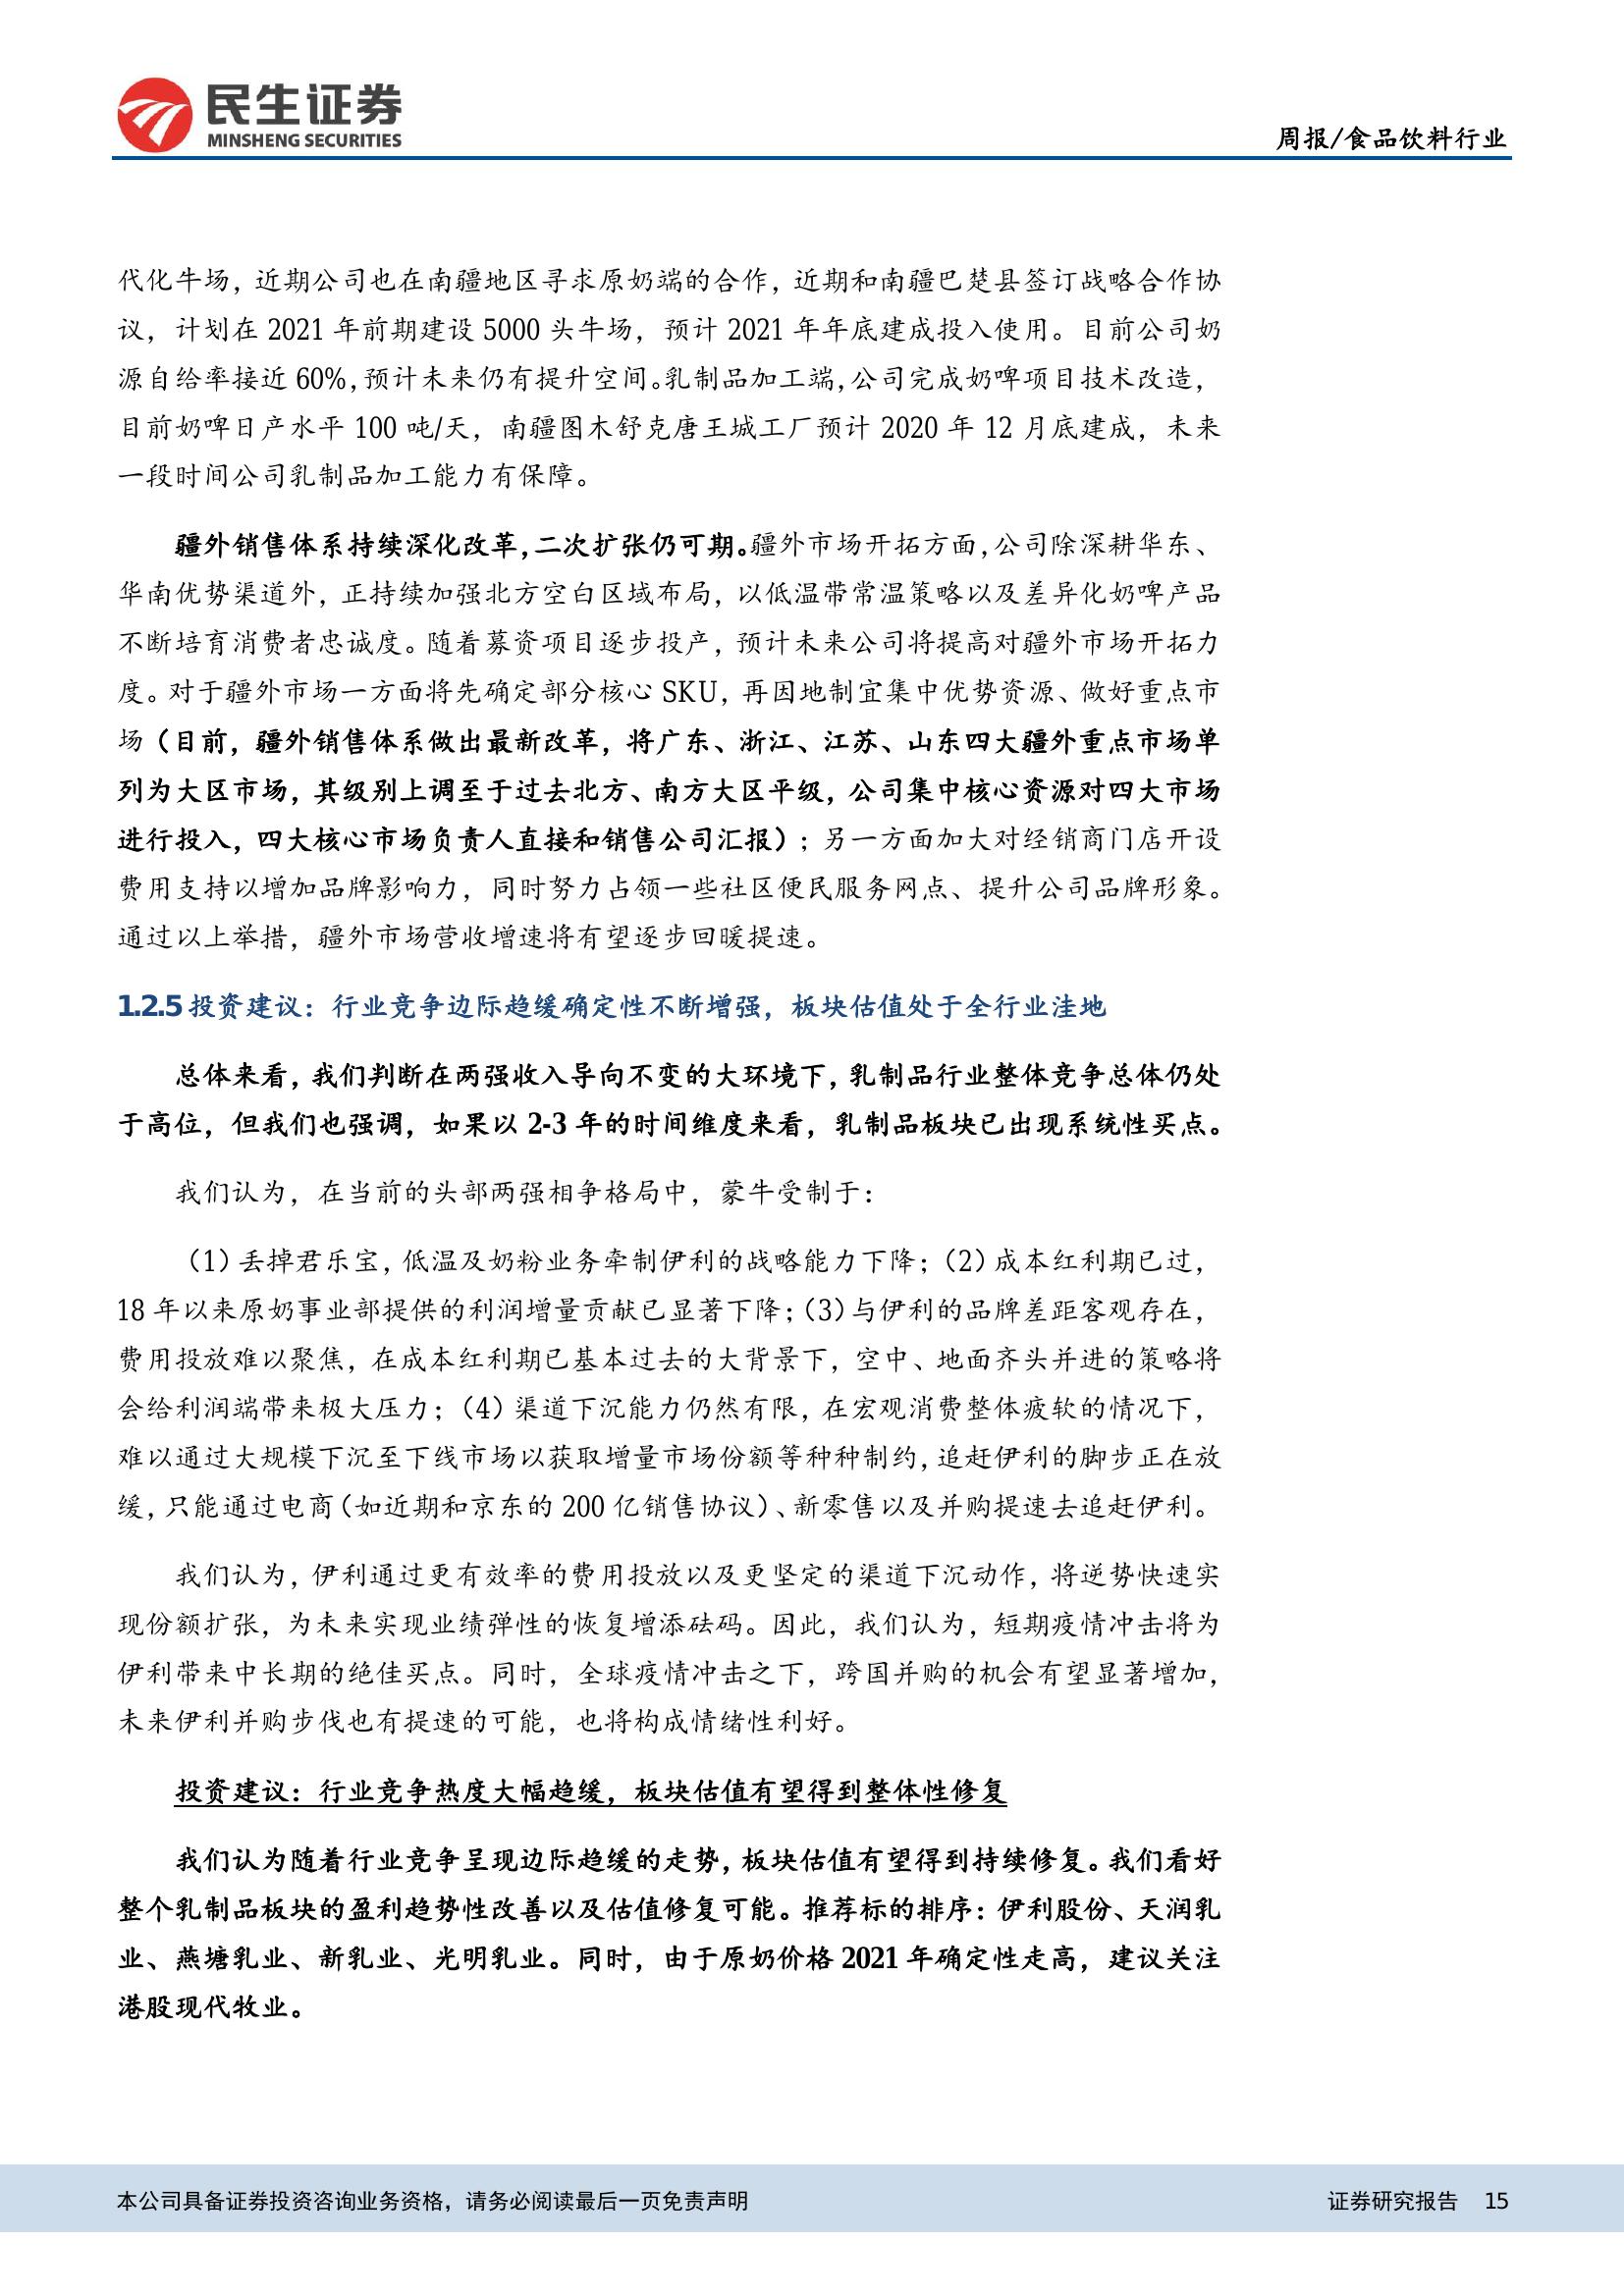 民生证券
MINSHENG SECURITIES
周报/食品饮料行业
代化牛场，近期公司也在南疆地区寻求原奶端的合作，近期和南疆巴楚县签订战略合作协
议，计划在 2021 年前期建设 5000 头牛场，预计 2021 年年底建成投入使用。目前公司奶
源自给率接近 60%，预计未来仍有提升空间。乳制品加工端，公司完成奶啤项目技术改造，
目前奶啤日产水平 100 吨/天，南疆图木舒克唐王城工厂预计 2020 年 12 月底建成，未来
一段时间公司乳制品加工能力有保障。
疆外销售体系持续深化改革，二次扩张仍可期。疆外市场开拓方面，公司除深耕华东、
华南优势渠道外，正持续加强北方空白区域布局，以低温带常温策略以及差异化奶啤产品
不断培育消费者忠诚度。随着募资项目逐步投产，预计未来公司将提高对疆外市场开拓力
度。对于疆外市场一方面将先确定部分核心 SKU，再因地制宜集中优势资源、做好重点市
场（目前，疆外销售体系做出最新改革，将广东、浙江、江苏、山东四大疆外重点市场单
列为大区市场，其级别上调至于过去北方、南方大区平级，公司集中核心资源对四大市场
进行投入，四大核心市场负责人直接和销售公司汇报）；另一方面加大对经销商门店开设
费用支持以增加品牌影响力，同时努力占领一些社区便民服务网点、提升公司品牌形象。
通过以上举措，疆外市场营收增速将有望逐步回暖提速。
1.2.5 投资建议：行业竞争边际趋缓确定性不断增强，板块估值处于全行业洼地
总体来看，我们判断在两强收入导向不变的大环境下，乳制品行业整体竞争总体仍处
于高位，但我们也强调，如果以 2-3 年的时间维度来看，乳制品板块已出现系统性买点。
我们认为，在当前的头部两强相争格局中，蒙牛受制于：
（1）丢掉君乐宝，低温及奶粉业务牵制伊利的战略能力下降；（2）成本红利期已过，
18 年以来原奶事业部提供的利润增量贡献已显著下降；（3）与伊利的品牌差距客观存在，
费用投放难以聚焦，在成本红利期已基本过去的大背景下，空中、地面齐头并进的策略将
会给利润端带来极大压力；（4）渠道下沉能力仍然有限，在宏观消费整体疲软的情况下，
难以通过大规模下沉至下线市场以获取增量市场份额等种种制约，追赶伊利的脚步正在放
缓，只能通过电商（如近期和京东的 200 亿销售协议）、新零售以及并购提速去追赶伊利。
我们认为，伊利通过更有效率的费用投放以及更坚定的渠道下沉动作，将逆势快速实
现份额扩张，为未来实现业绩弹性的恢复增添砝码。因此，我们认为，短期疫情冲击将为
伊利带来中长期的绝佳买点。同时，全球疫情冲击之下，跨国并购的机会有望显著增加，
未来伊利并购步伐也有提速的可能，也将构成情绪性利好。
投资建议：行业竞争热度大幅趋缓，板块估值有望得到整体性修复
我们认为随着行业竞争呈现边际趋缓的走势，板块估值有望得到持续修复。我们看好
整个乳制品板块的盈利趋势性改善以及估值修复可能。推荐标的排序：伊利股份、天润乳
业、燕塘乳业、新乳业、光明乳业。同时，由于原奶价格 2021 年确定性走高，建议关注
港股现代牧业。
本公司具备证券投资咨询业务资格，请务必阅读最后一页免责声明
证券研究报告 15